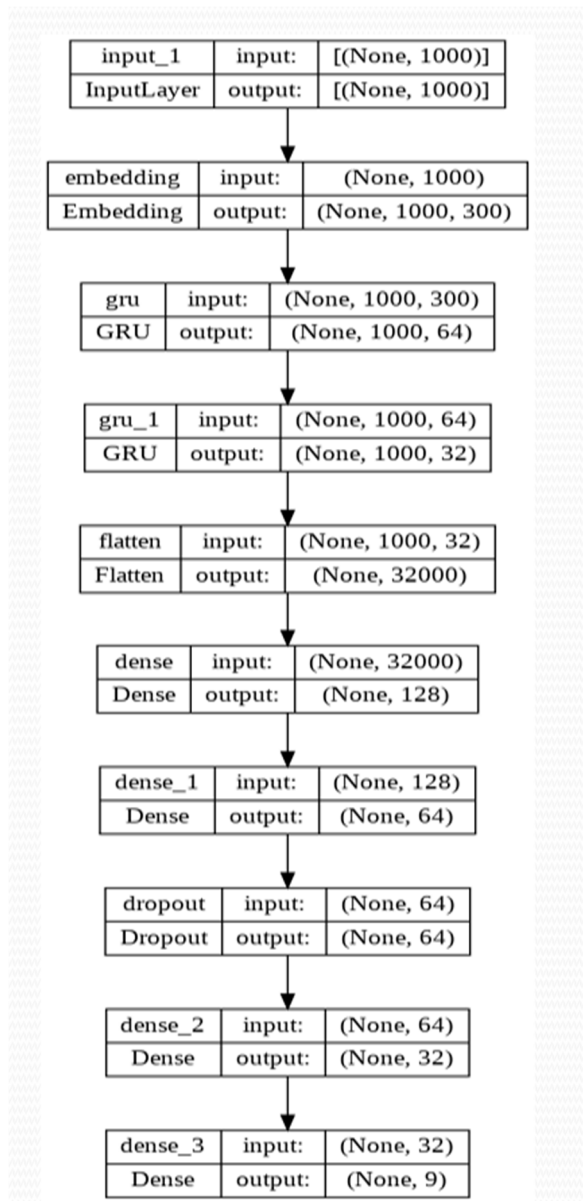 input_1 input: [(None, 1000)]
InputLayer output: [(None, 1000)]
embedding input: (None, 1000)
Embedding output: (None, 1000, 300)
gru input: (None, 1000, 300)
GRU output: (None, 1000, 64)
gru_1 input: (None, 1000, 64)
GRU output: (None, 1000, 32)
flatten input: (None, 1000, 32)
Flatten output: (None, 32000)
dense input: (None, 32000)
Dense output: (None, 128)
dense_1 input: (None, 128)
Dense output: (None, 64)
dropout input: (None, 64)
Dropout output: (None, 64)
dense_2 input: (None, 64)
Dense output: (None, 32)
dense_3 input: (None, 32)
Dense output: (None, 9)